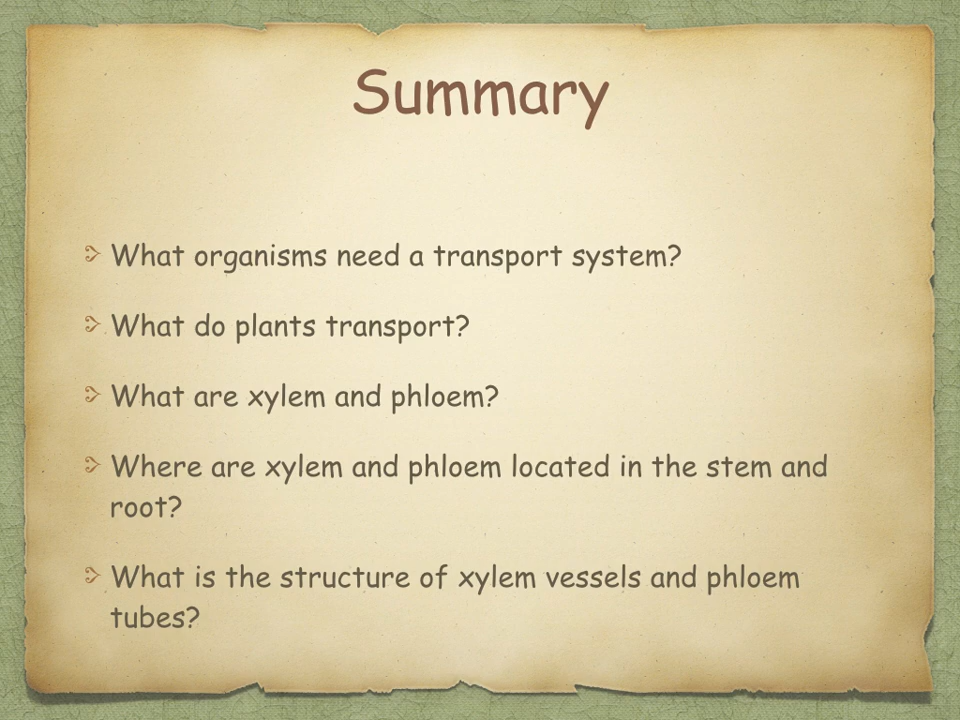 Summary
What organisms need a transport system?
What do plants transport?
What are xylem and phloem?
Where are xylem and phloem located in the stem and
root?
What is the structure of xylem vessels and phloem
tubes?